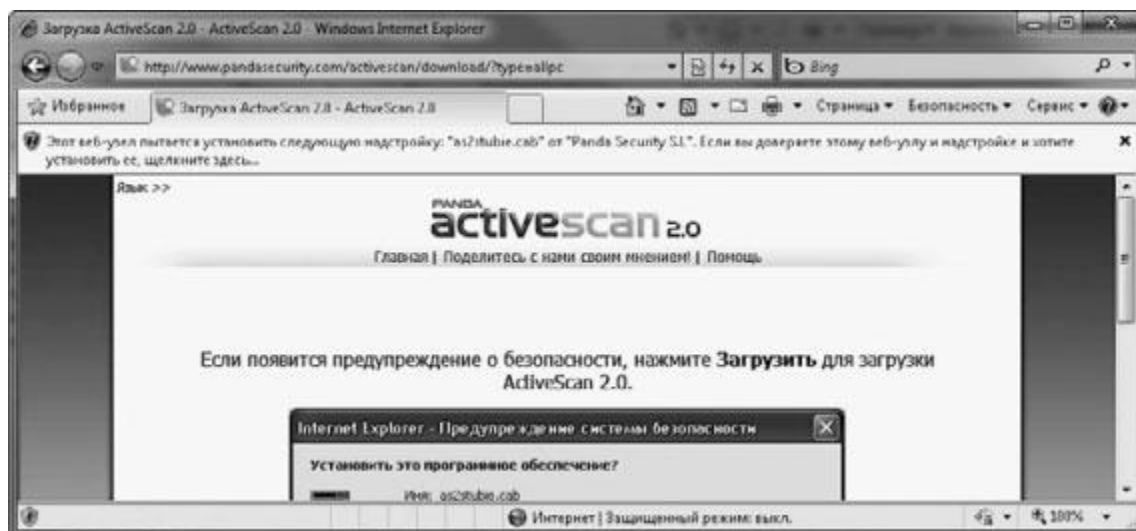 Загрузка ActiveScan 2.0 - ActiveScan 2.0 - Windows Internet Explorer
http://www.pandasecurity.com/activescan/download/?type=allpc
Bing
Избранное
Загрузка ActiveScan 2.0 - ActiveScan 2.0
Страница
Безопасность
Сервис
Этот веб-узел пытается установить следующую надстройку: "as2stubie.cab" от "Panda Security S.L". Если вы доверяете этому веб-узлу и надстройке и хотите
установить ее, щелкните здесь...
Язык >>
PANDA
activescan 2.0
Главная | Поделитесь с нами своим мнением! | Помощь
Если появится предупреждение о безопасности, нажмите Загрузить для загрузки
ActiveScan 2.0.
Internet Explorer - Предупреждение системы безопасности
Установить это программное обеспечение?
Имя: as2stubie.cab
Интернет | Защищенный режим: выкл.
100%